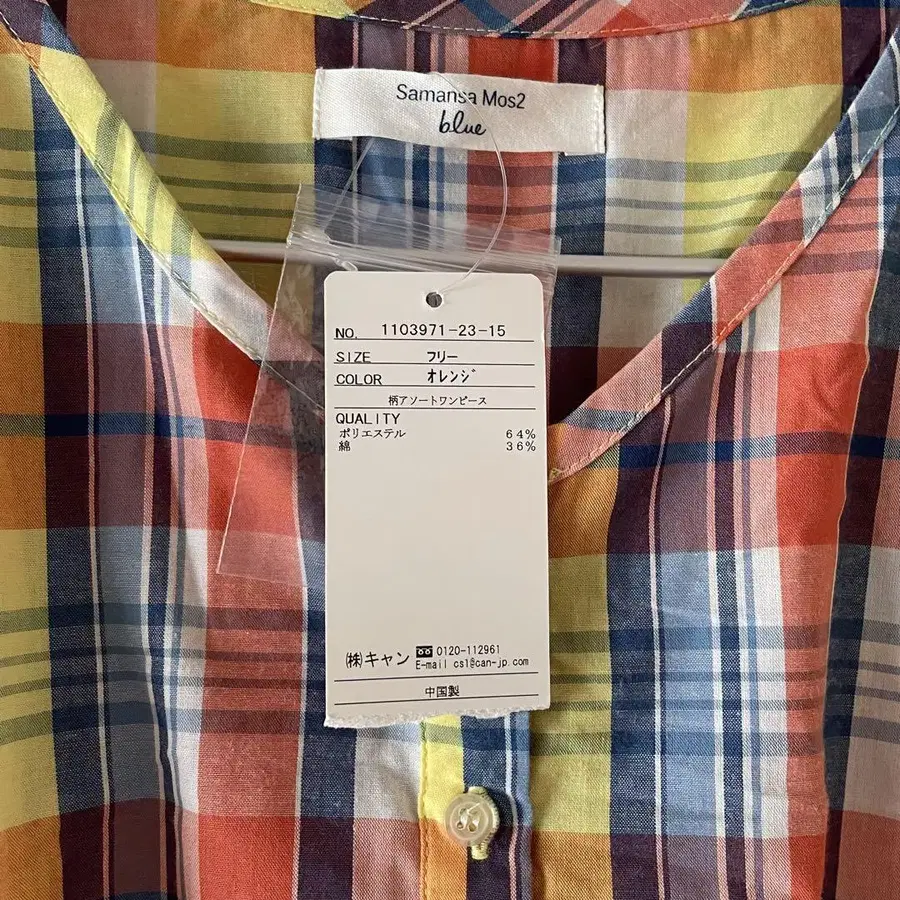 Samansa Mos2
blue
NO. 1103971-23-15
SIZE フリー
COLOR オレンジ
柄アソートワンピース
QUALITY
ポリエステル 64%
綿 36%
(株)キャン 0120-112961
E-mail cs1@can-jp.com
中国製